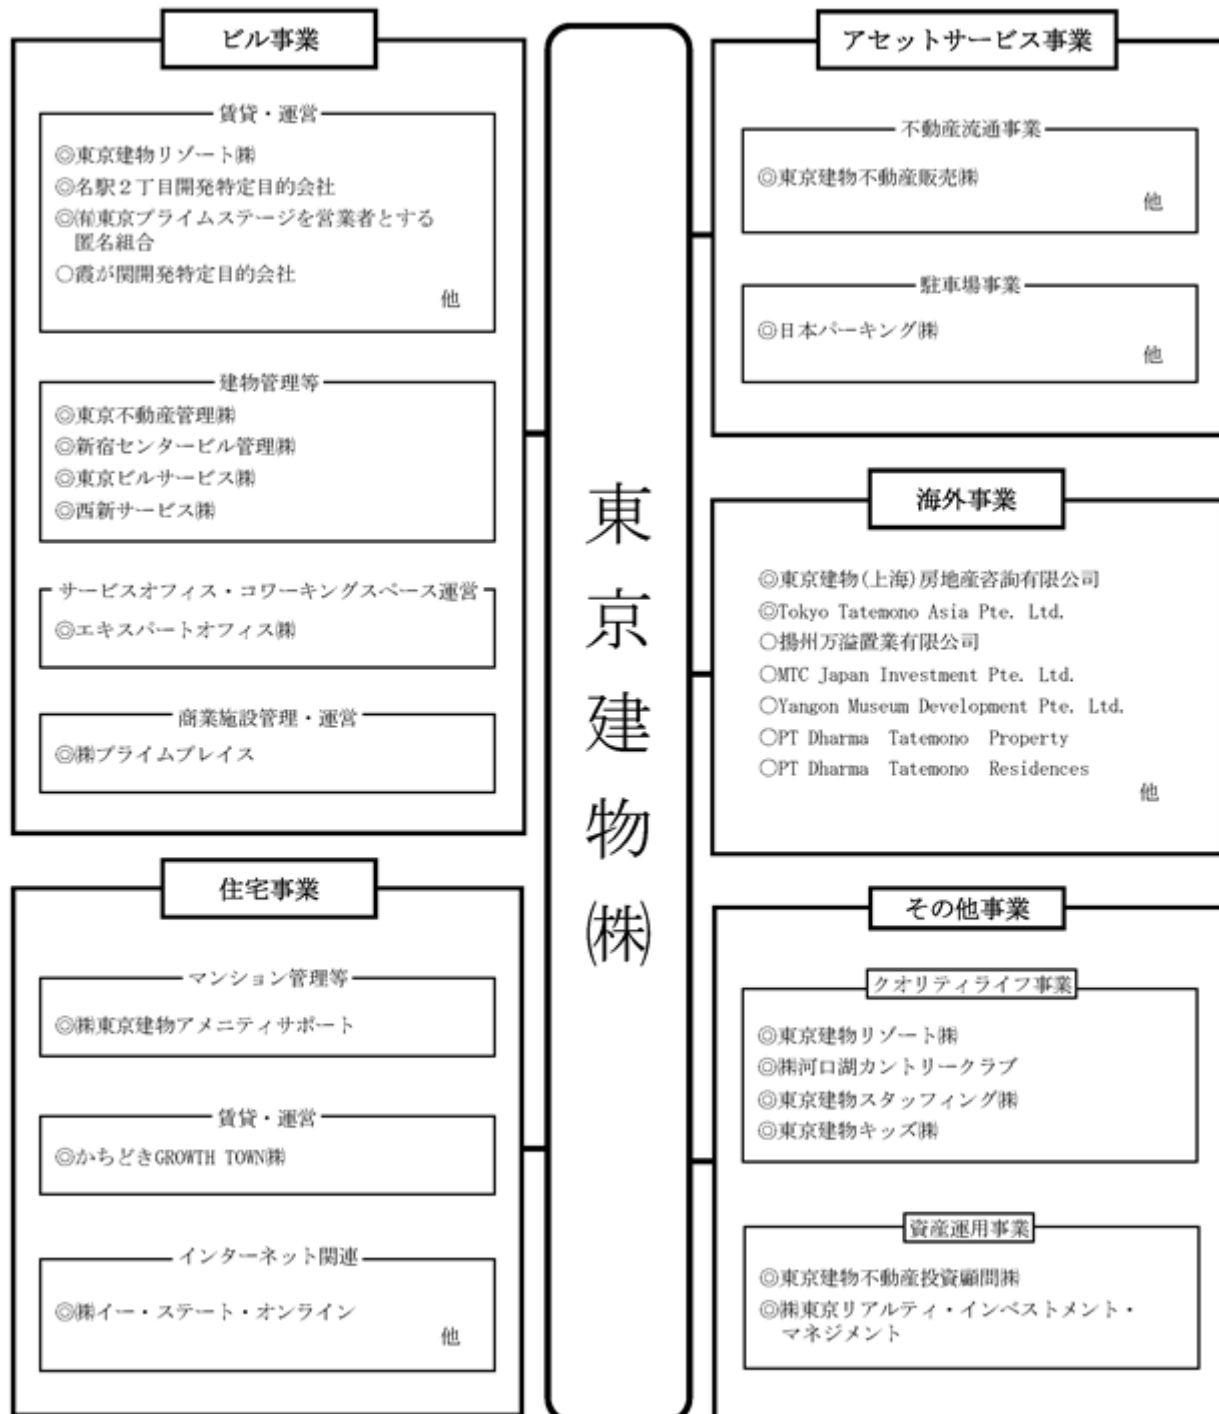 ビル事業
賃貸・運営
◎東京建物リゾート㈱
◎名駅２丁目開発特定目的会社
◎㈲東京プライムステージを営業者とする
匿名組合
○霞が関開発特定目的会社
他
建物管理等
◎東京不動産管理㈱
◎新宿センタービル管理㈱
◎東京ビルサービス㈱
◎西新サービス㈱
サービスオフィス・コワーキングスペース運営
◎エキスパートオフィス㈱
商業施設管理・運営
◎㈱プライムプレイス
住宅事業
マンション管理等
◎㈱東京建物アメニティサポート
賃貸・運営
◎かちどきGROWTH TOWN㈱
インターネット関連
◎㈱イー・ステート・オンライン
他
東京建物㈱
アセットサービス事業
不動産流通事業
◎東京建物不動産販売㈱
他
駐車場事業
◎日本パーキング㈱
他
海外事業
◎東京建物(上海)房地産咨詢有限公司
◎Tokyo Tatemono Asia Pte. Ltd.
○揚州万溢置業有限公司
○MTC Japan Investment Pte. Ltd.
○Yangon Museum Development Pte. Ltd.
○PT Dharma Tatemono Property
○PT Dharma Tatemono Residences
他
その他事業
クオリティライフ事業
◎東京建物リゾート㈱
◎㈱河口湖カントリークラブ
◎東京建物スタッフィング㈱
◎東京建物キッズ㈱
資産運用事業
◎東京建物不動産投資顧問㈱
◎㈱東京リアルティ・インベストメント・
マネジメント